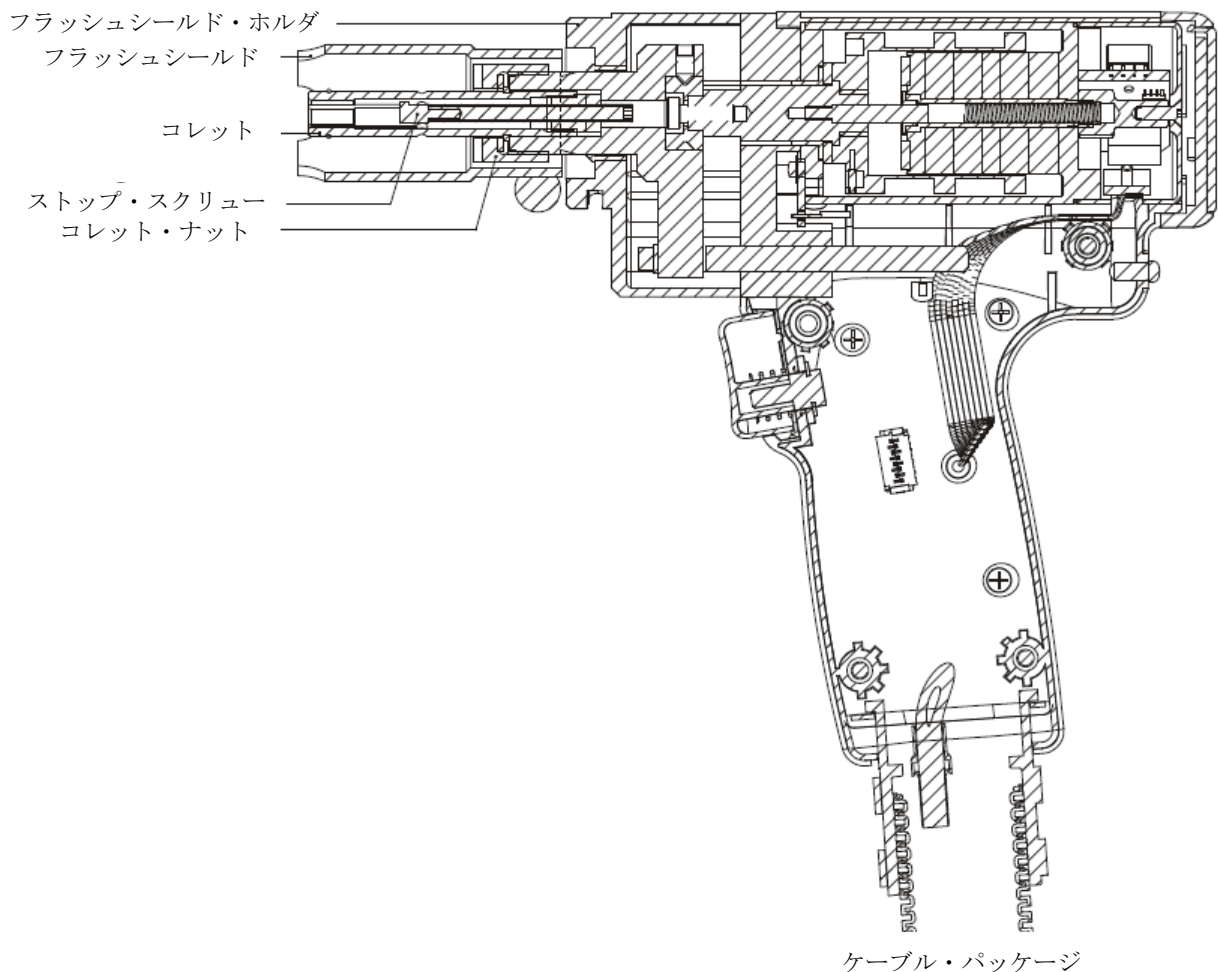 フラッシュシールド・ホルダ
フラッシュシールド
コレット
ストップ・スクリュー
コレット・ナット
ケーブル・パッケージ